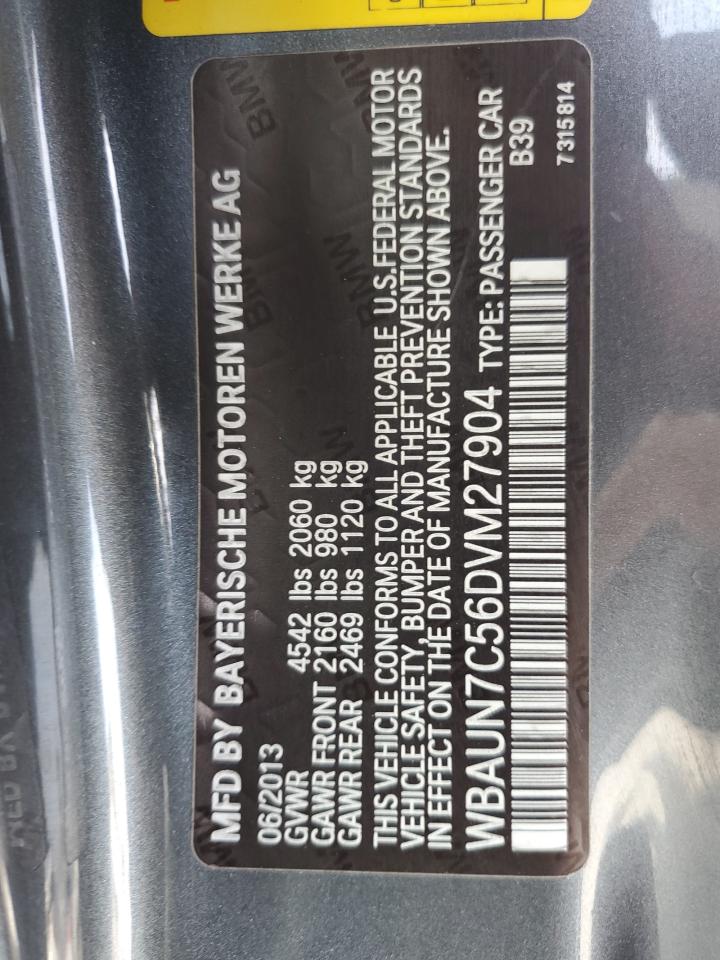 MFD BY BAYERISCHE MOTOREN WERKE AG
06/2013
GVWR 4542 lbs 2060 kg
GAWR FRONT 2160 lbs 980 kg
GAWR REAR 2469 lbs 1120 kg
THIS VEHICLE CONFORMS TO ALL APPLICABLE U.S.FEDERAL MOTOR
VEHICLE SAFETY, BUMPER AND THEFT PREVENTION STANDARDS
IN EFFECT ON THE DATE OF MANUFACTURE SHOWN ABOVE.
WBAUN7C56DVM27904 TYPE: PASSENGER CAR
B39
7315814